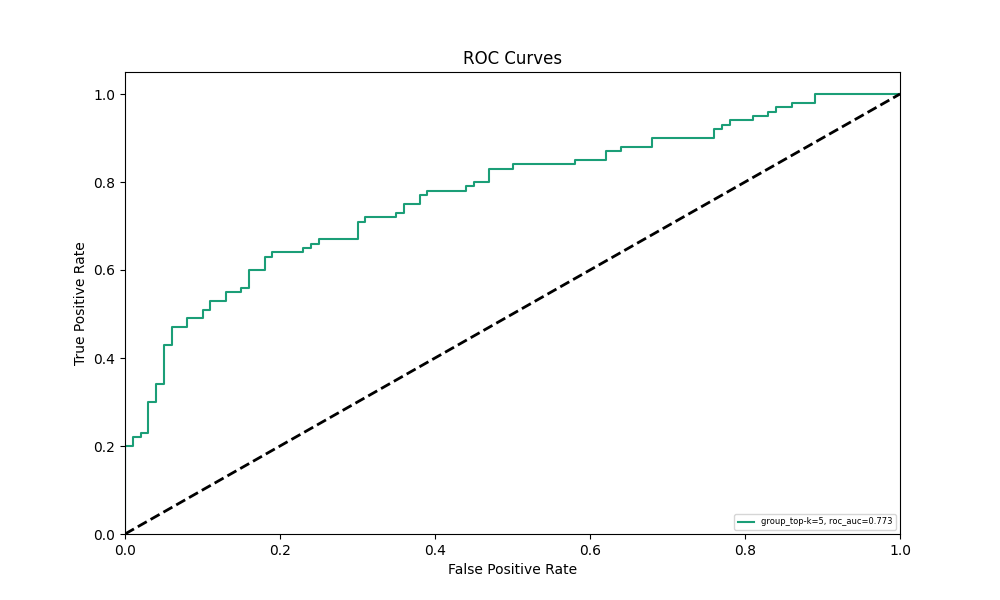 ROC Curves
True Positive Rate
1.0
0.8
0.6
0.4
0.2
0.0
group_top-k=5, roc_auc=0.773
0.0 0.2 0.4 0.6 0.8 1.0
False Positive Rate